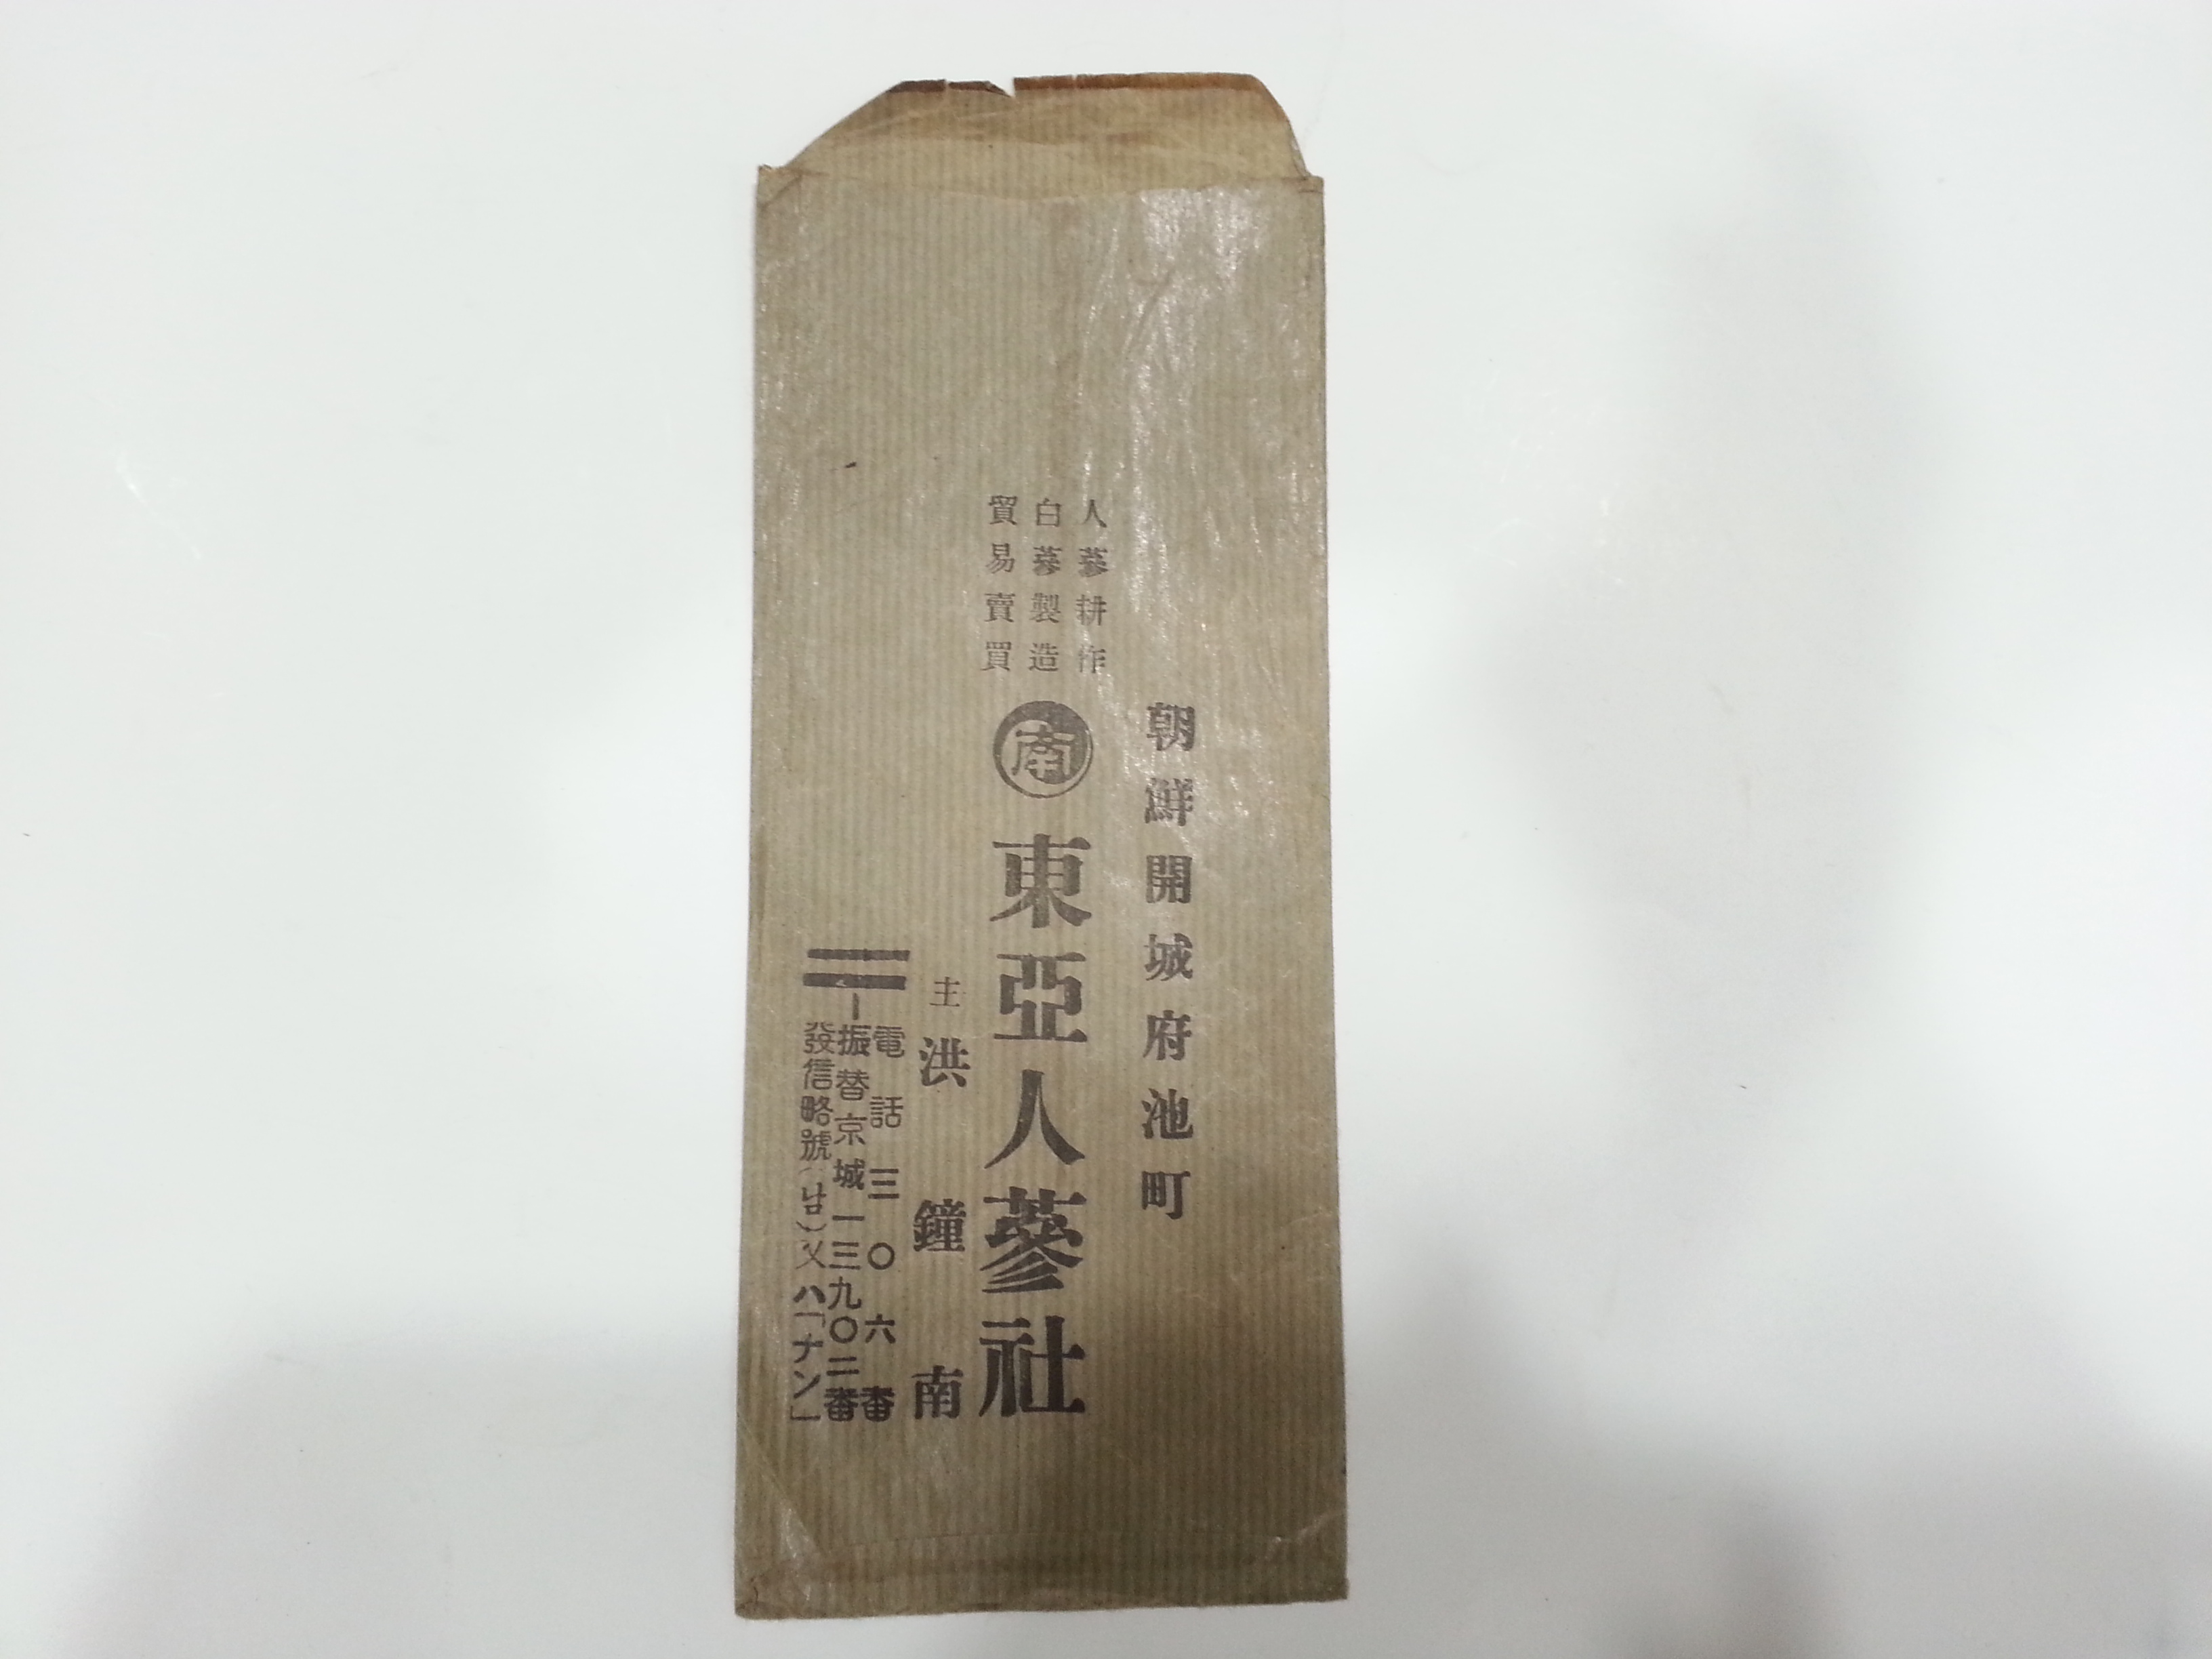 朝鮮開城府池町
人蔘耕作
白蔘製造
貿易賣買
南
東亞人蔘社
主 洪鐘南
電話三〇六番
振替京城一三九〇二番
發信略號(남)又ハ「ナン」